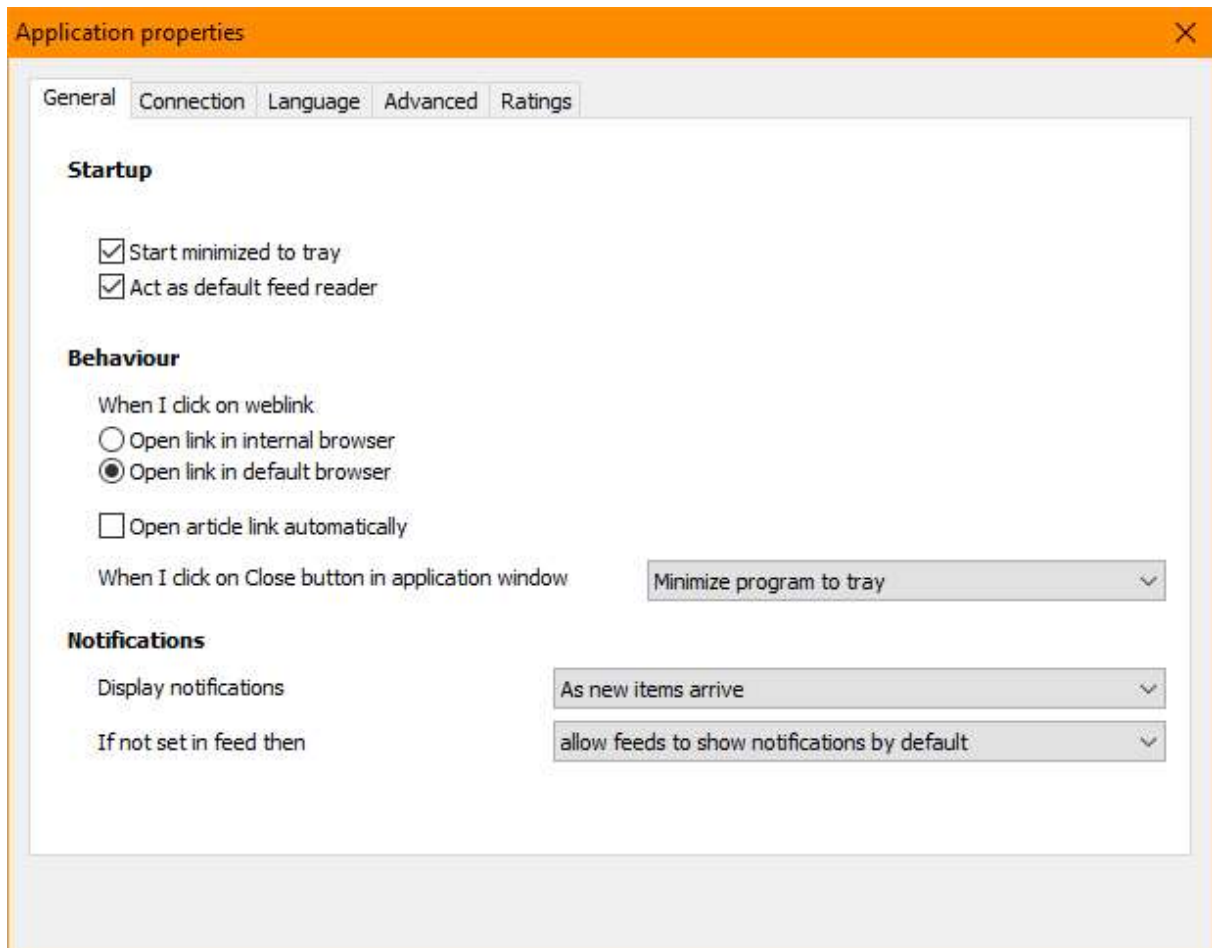 Application properties
General Connection Language Advanced Ratings
Startup
Start minimized to tray
Act as default feed reader
Behaviour
When I click on weblink
Open link in internal browser
Open link in default browser
Open article link automatically
When I click on Close button in application window Minimize program to tray
Notifications
Display notifications As new items arrive
If not set in feed then allow feeds to show notifications by default